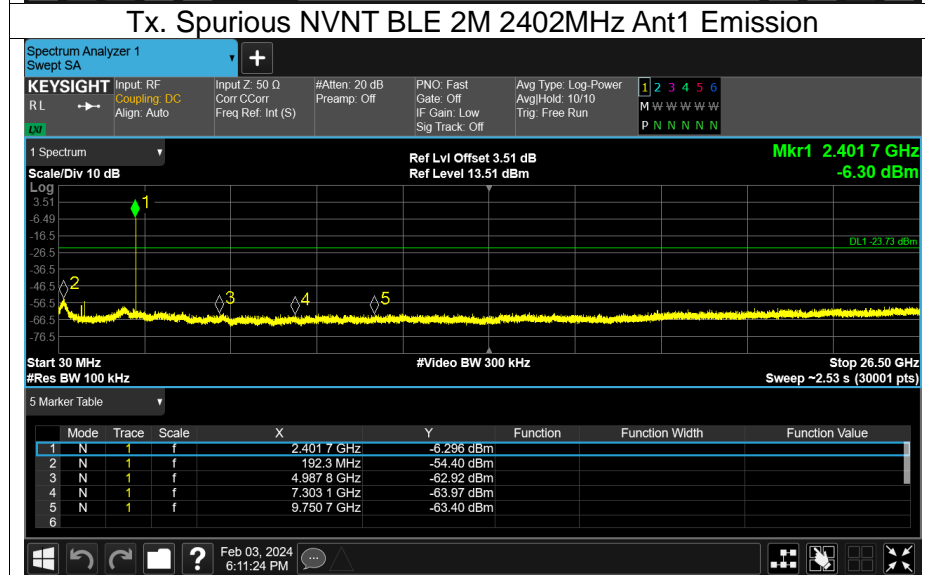 Tx. Spurious NVNT BLE 2M 2402MHz Ant1 Emission
Spectrum Analyzer 1
Swept SA
+
KEYSIGHT Input: RF Input Z: 50 Ω #Atten: 20 dB PNO: Fast Avg Type: Log-Power 1 2 3 4 5 6
R L Coupling: DC Corr CCorr Preamp: Off Gate: Off Avg|Hold: 10/10 M W W W W W
Align: Auto Freq Ref: Int (S) IF Gain: Low Trig: Free Run
LXI Sig Track: Off P N N N N N
1 Spectrum Ref Lvl Offset 3.51 dB Mkr1 2.401 7 GHz
Scale/Div 10 dB Ref Level 13.51 dBm -6.30 dBm
Log
3.51 1
-6.49
-16.5 DL1 -23.73 dBm
-26.5
-36.5
-46.5 2
-56.5 3 4 5
-66.5
-76.5
Start 30 MHz #Video BW 300 kHz Stop 26.50 GHz
#Res BW 100 kHz Sweep ~2.53 s (30001 pts)
5 Marker Table
Mode Trace Scale X Y Function Function Width Function Value
1 N 1 f 2.401 7 GHz -6.296 dBm
2 N 1 f 192.3 MHz -54.40 dBm
3 N 1 f 4.987 8 GHz -62.92 dBm
4 N 1 f 7.303 1 GHz -63.97 dBm
5 N 1 f 9.750 7 GHz -63.40 dBm
6
? Feb 03, 2024
6:11:24 PM